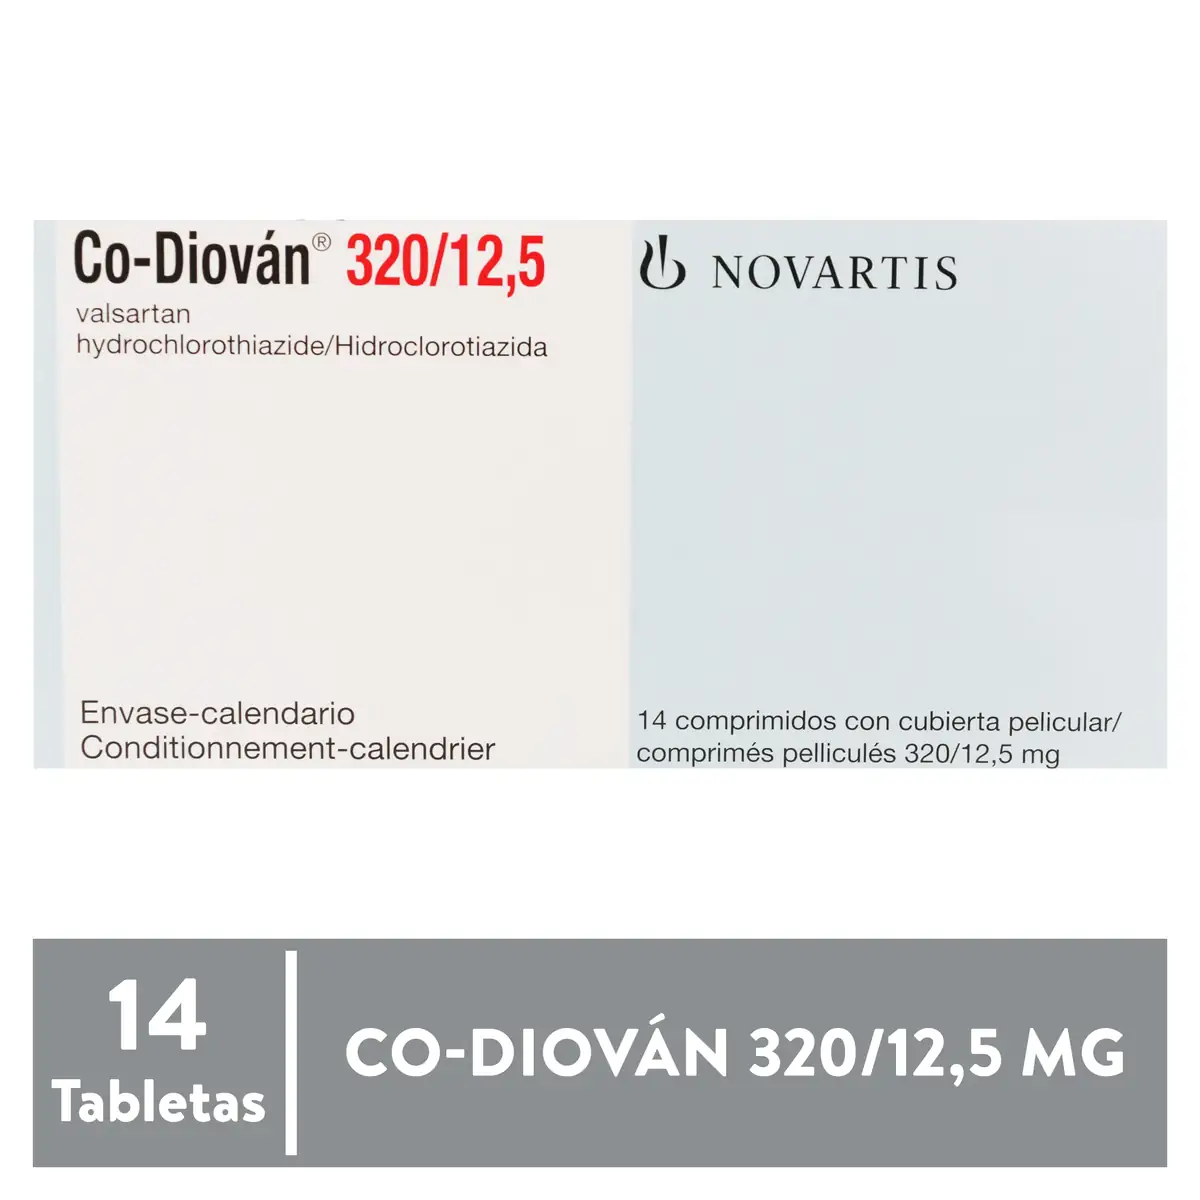 Co-Diován® 320/12,5
valsartan
hydrochlorothiazide/Hidroclorotiazida
NOVARTIS
Envase-calendario
Conditionnement-calendrier
14 comprimidos con cubierta pelicular/
comprimés pelliculés 320/12,5 mg
14
Tabletas
CO-DIOVÁN 320/12,5 MG